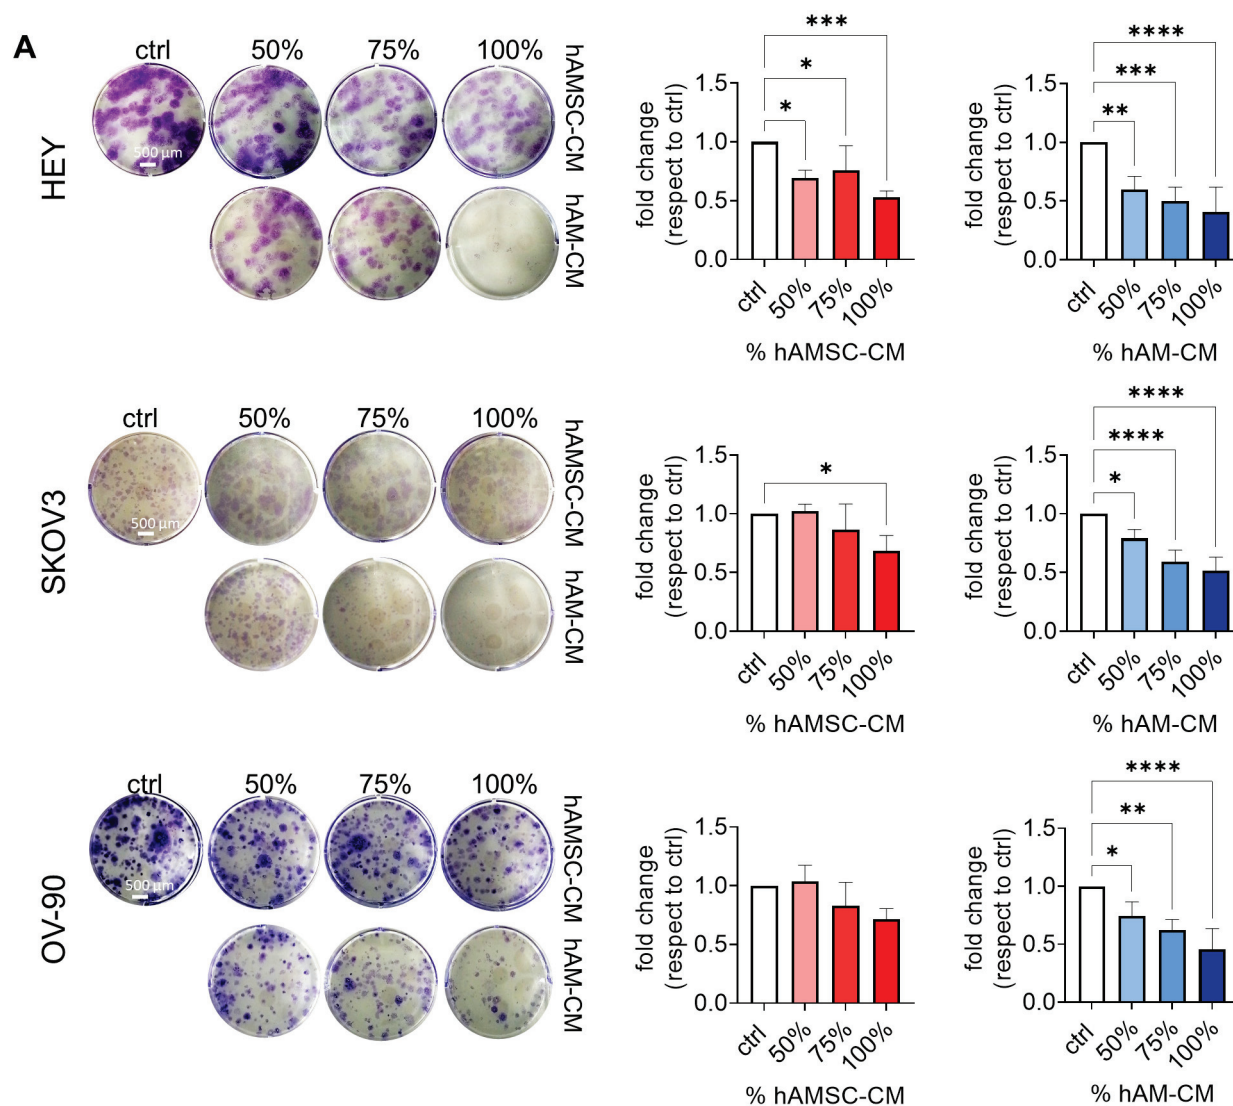 A
HEY
ctrl 50% 75% 100%
500 µm
hAMSC-CM
hAM-CM
***
*
*
fold change
(respect to ctrl)
1.5
1.0
0.5
0.0
ctrl 50% 75% 100%
% hAMSC-CM
****
***
**
fold change
(respect to ctrl)
1.5
1.0
0.5
0.0
ctrl 50% 75% 100%
% hAM-CM
SKOV3
ctrl 50% 75% 100%
500 µm
hAMSC-CM
hAM-CM
*
fold change
(respect to ctrl)
1.5
1.0
0.5
0.0
ctrl 50% 75% 100%
% hAMSC-CM
****
****
*
fold change
(respect to ctrl)
1.5
1.0
0.5
0.0
ctrl 50% 75% 100%
% hAM-CM
OV-90
ctrl 50% 75% 100%
500 µm
hAMSC-CM
hAM-CM
fold change
(respect to ctrl)
1.5
1.0
0.5
0.0
ctrl 50% 75% 100%
% hAMSC-CM
****
**
*
fold change
(respect to ctrl)
1.5
1.0
0.5
0.0
ctrl 50% 75% 100%
% hAM-CM